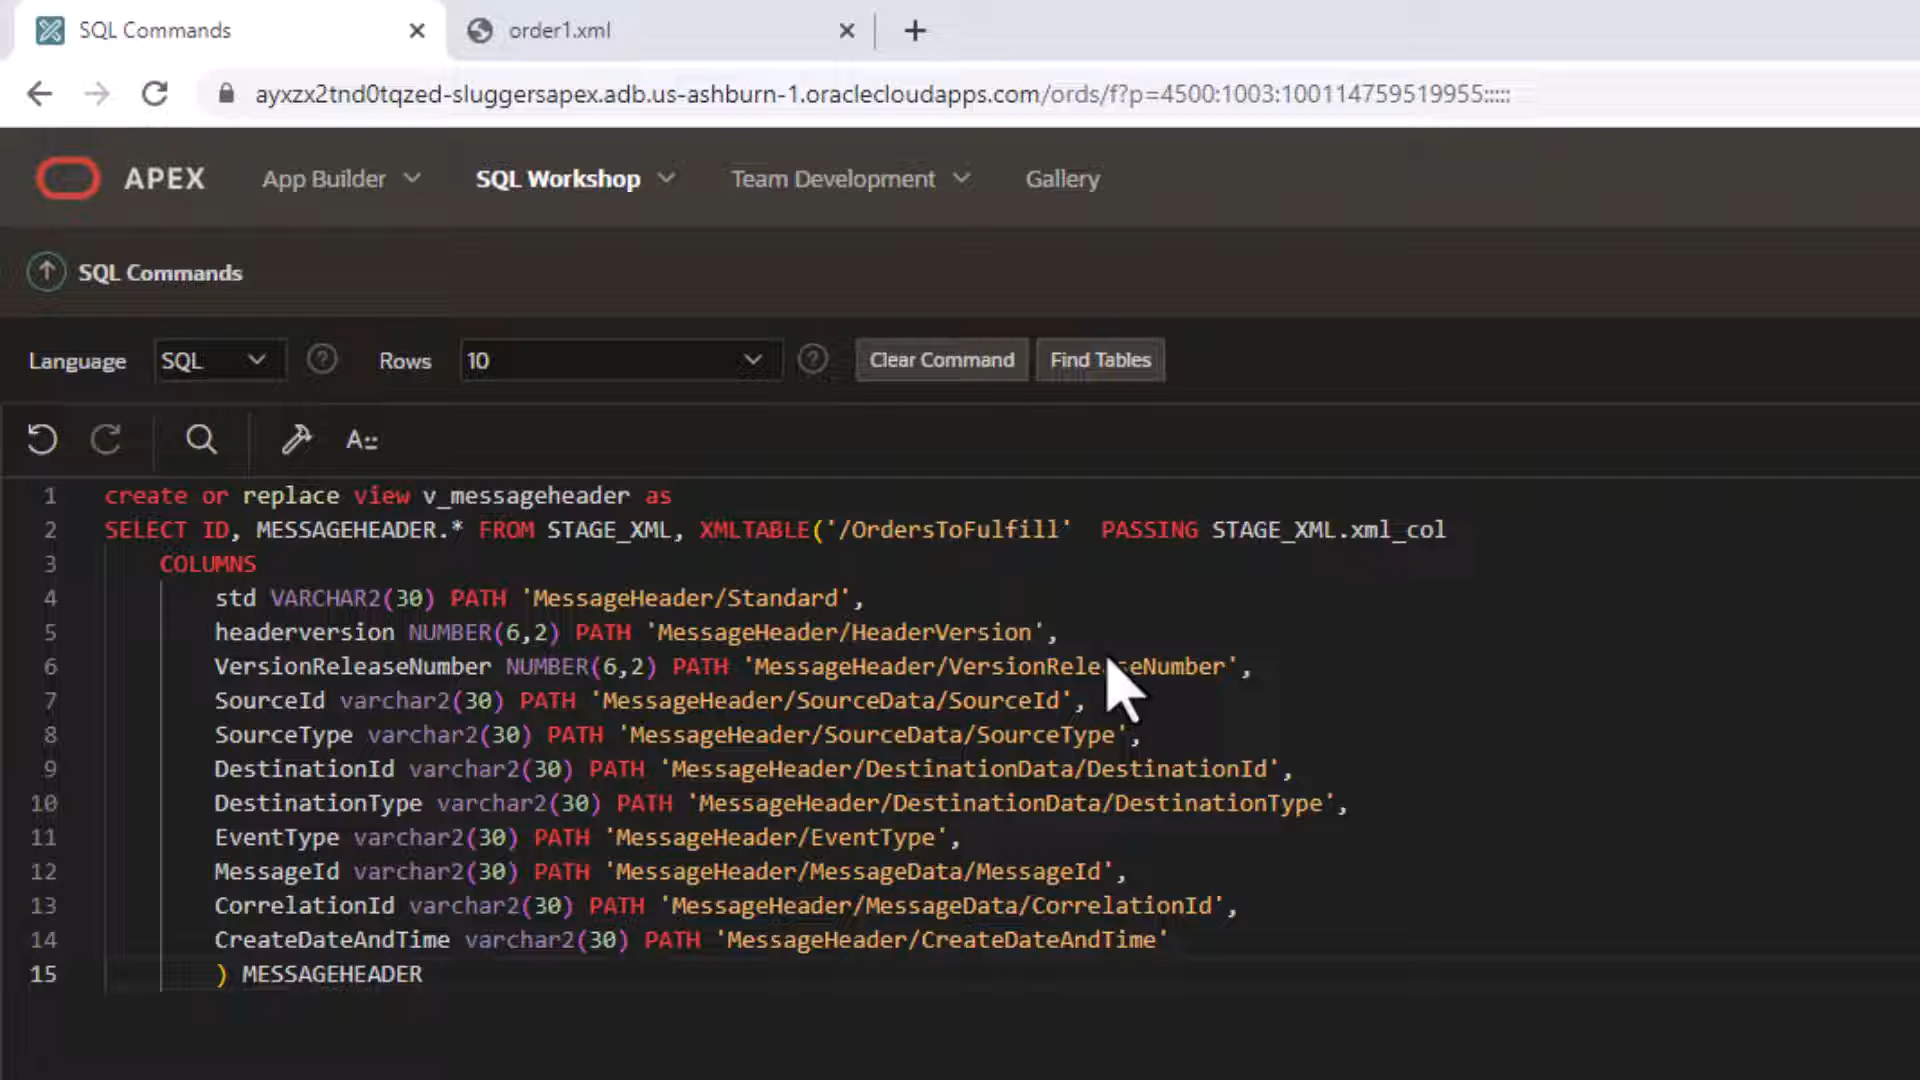 SQL Commands
order1.xml
ayxzx2tnd0tqzed-sluggersapex.adb.us-ashburn-1.oraclecloudapps.com/ords/f?p=4500:1003:100114759519955:::::
APEX App Builder SQL Workshop Team Development Gallery
SQL Commands
Language SQL ? Rows 10 ? Clear Command Find Tables
A::
1 create or replace view v_messageheader as
2 SELECT ID, MESSAGEHEADER.* FROM STAGE_XML, XMLTABLE('/OrdersToFulfill'  PASSING STAGE_XML.xml_col
3 COLUMNS
4 std VARCHAR2(30) PATH 'MessageHeader/Standard',
5 headerversion NUMBER(6,2) PATH 'MessageHeader/HeaderVersion',
6 VersionReleaseNumber NUMBER(6,2) PATH 'MessageHeader/VersionReleaseNumber',
7 SourceId varchar2(30) PATH 'MessageHeader/SourceData/SourceId',
8 SourceType varchar2(30) PATH 'MessageHeader/SourceData/SourceType',
9 DestinationId varchar2(30) PATH 'MessageHeader/DestinationData/DestinationId',
10 DestinationType varchar2(30) PATH 'MessageHeader/DestinationData/DestinationType',
11 EventType varchar2(30) PATH 'MessageHeader/EventType',
12 MessageId varchar2(30) PATH 'MessageHeader/MessageData/MessageId',
13 CorrelationId varchar2(30) PATH 'MessageHeader/MessageData/CorrelationId',
14 CreateDateAndTime varchar2(30) PATH 'MessageHeader/CreateDateAndTime'
15 ) MESSAGEHEADER